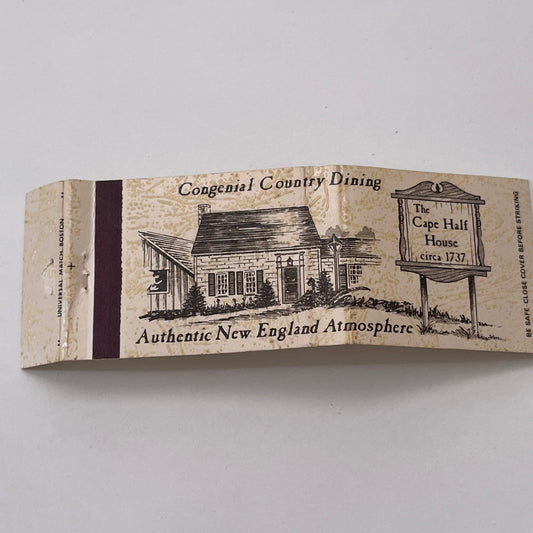 Congenial Country Dining
The
Cape Half
House
circa 1737
Authentic New England Atmosphere
UNIVERSAL MATCH, BOSTON
BE SAFE·CLOSE COVER BEFORE STRIKING